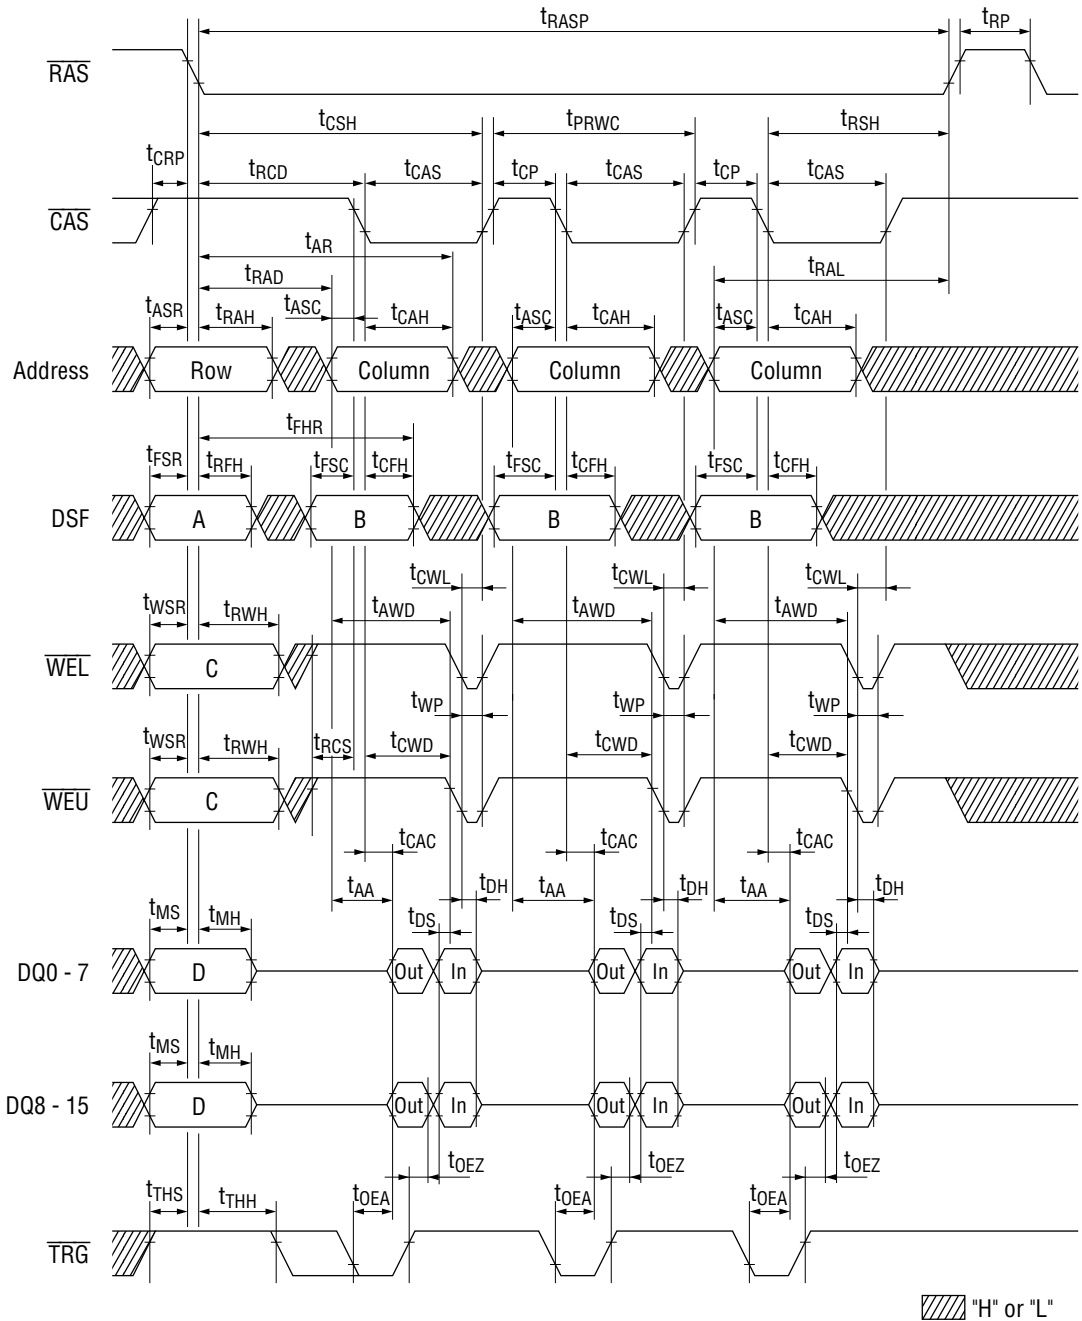 tRASP tRP
RAS
tCSH tPRWC tRSH
tCRP tRCD tCAS tCP tCAS tCP tCAS
CAS
tAR
tRAD tRAL
tASR tRAH tASC tCAH tASC tCAH tASC tCAH
Address Row Column Column Column
tFHR
tFSR tRFH tFSC tCFH tFSC tCFH tFSC tCFH
DSF A B B B
tCWL tCWL tCWL
tWSR tRWH tAWD tAWD tAWD
WEL C
tWP tWP tWP
tWSR tRWH tRCS tCWD tCWD tCWD
WEU C
tCAC tCAC tCAC
tAA tDH tAA tDH tAA tDH
tMS tMH tDS tDS tDS
DQ0 - 7 D Out In Out In Out In
tMS tMH
DQ8 - 15 D Out In Out In Out In
tOEZ tOEZ tOEZ
tTHS tTHH tOEA tOEA tOEA
TRG
"H" or "L"